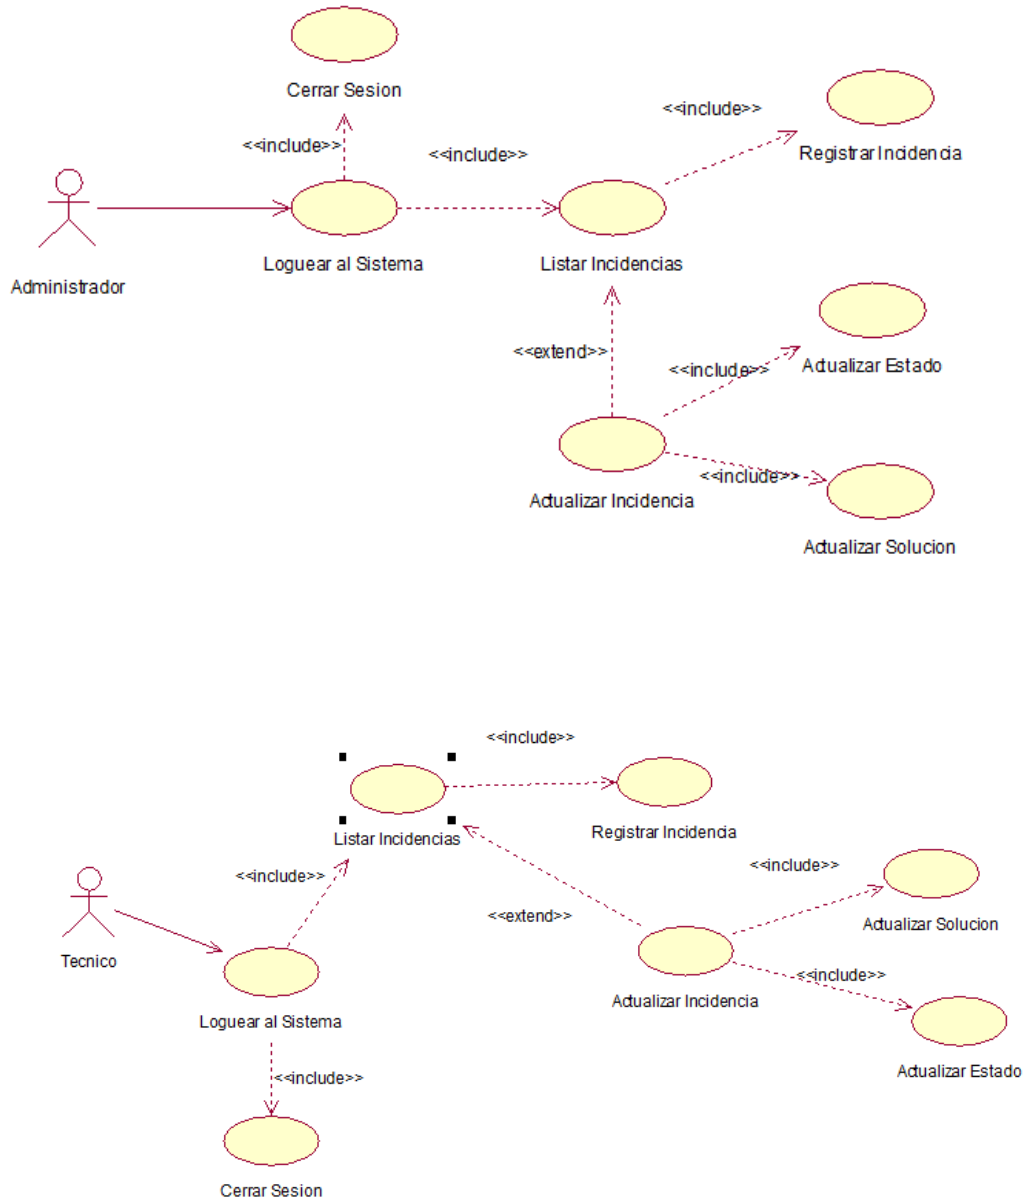 Cerrar Sesion
<<include>>
<<include>>
<<include>>
Registrar Incidencia
Loguear al Sistema
Listar Incidencias
Administrador
<<extend>>
<<include>>
Actualizar Estado
<<include>>
Actualizar Incidencia
Actualizar Solucion
<<include>>
Listar Incidencias
Registrar Incidencia
<<include>>
<<include>>
<<extend>>
Actualizar Solucion
Tecnico
<<include>>
Actualizar Incidencia
Loguear al Sistema
Actualizar Estado
<<include>>
Cerrar Sesion